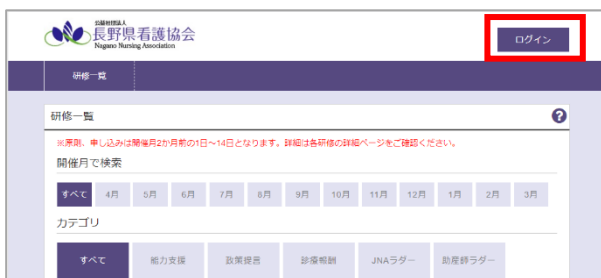 公益社団法人
長野県看護協会
Nagano Nursing Association
ログイン
研修一覧
研修一覧
?
※原則、申し込みは開催月2か月前の1日～14日となります。詳細は各研修の詳細ページをご確認ください。
開催月で検索
すべて 4月 5月 6月 7月 8月 9月 10月 11月 12月 1月 2月 3月
カテゴリ
すべて 能力支援 政策提言 診療報酬 JNAラダー 助産師ラダー